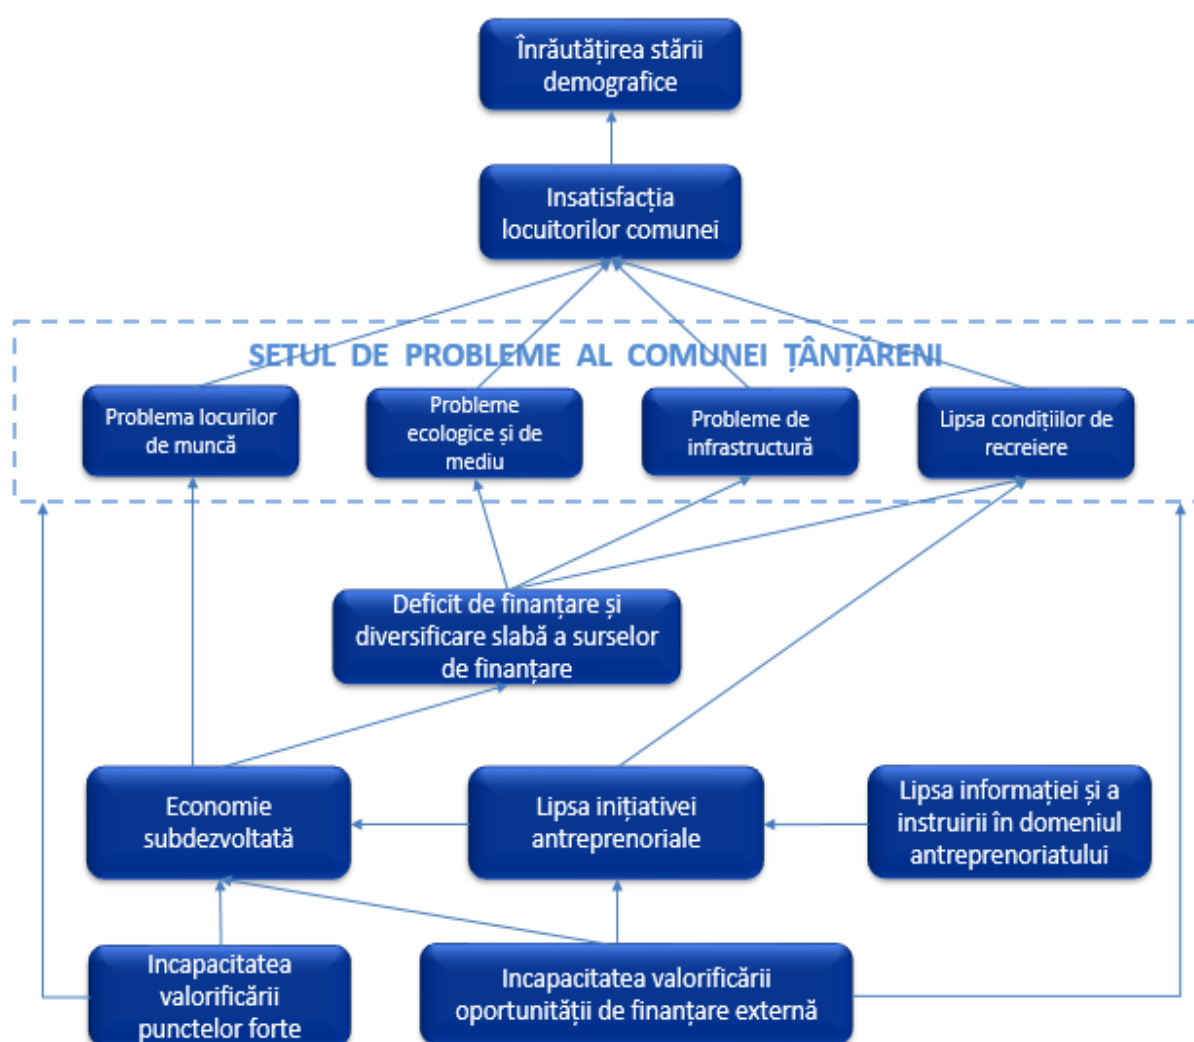 Înrăutățirea stării
demografice
Insatisfacția
locuitorilor comunei
SETUL DE PROBLEME AL COMUNEI ȚÂNȚĂRENI
Problema locurilor
de muncă
Probleme
ecologice și de
mediu
Probleme de
infrastructură
Lipsa condițiilor de
recreiere
Deficit de finanțare și
diversificare slabă a surselor
de finanțare
Economie
subdezvoltată
Lipsa inițiativei
antreprenoriale
Lipsa informației și a
instruirii în domeniul
antreprenoriatului
Incapacitatea
valorificării
punctelor forte
Incapacitatea valorificării
oportunității de finanțare externă